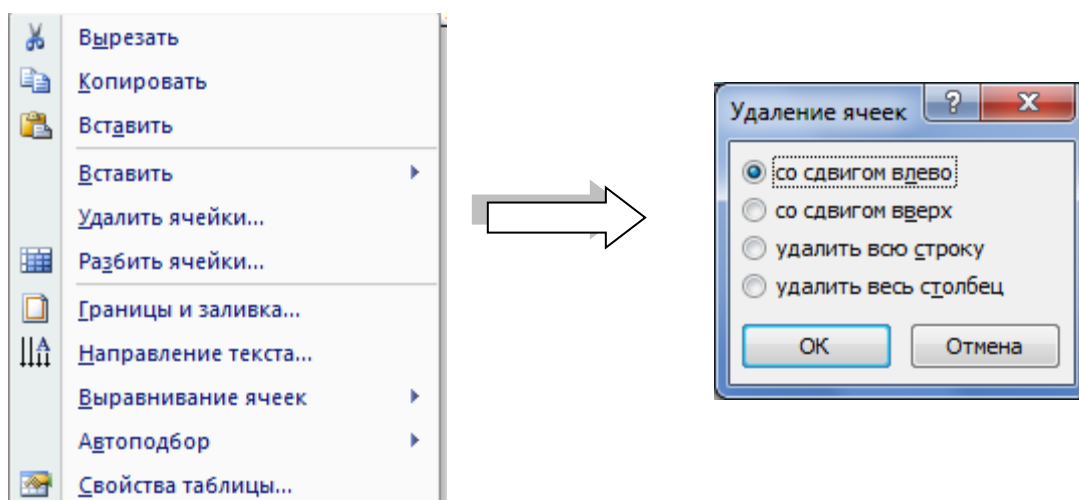 Вырезать
Копировать
Вставить
Вставить
Удалить ячейки...
Разбить ячейки...
Границы и заливка...
Направление текста...
Выравнивание ячеек
Автоподбор
Свойства таблицы...
Удаление ячеек
со сдвигом влево
со сдвигом вверх
удалить всю строку
удалить весь столбец
ОК Отмена